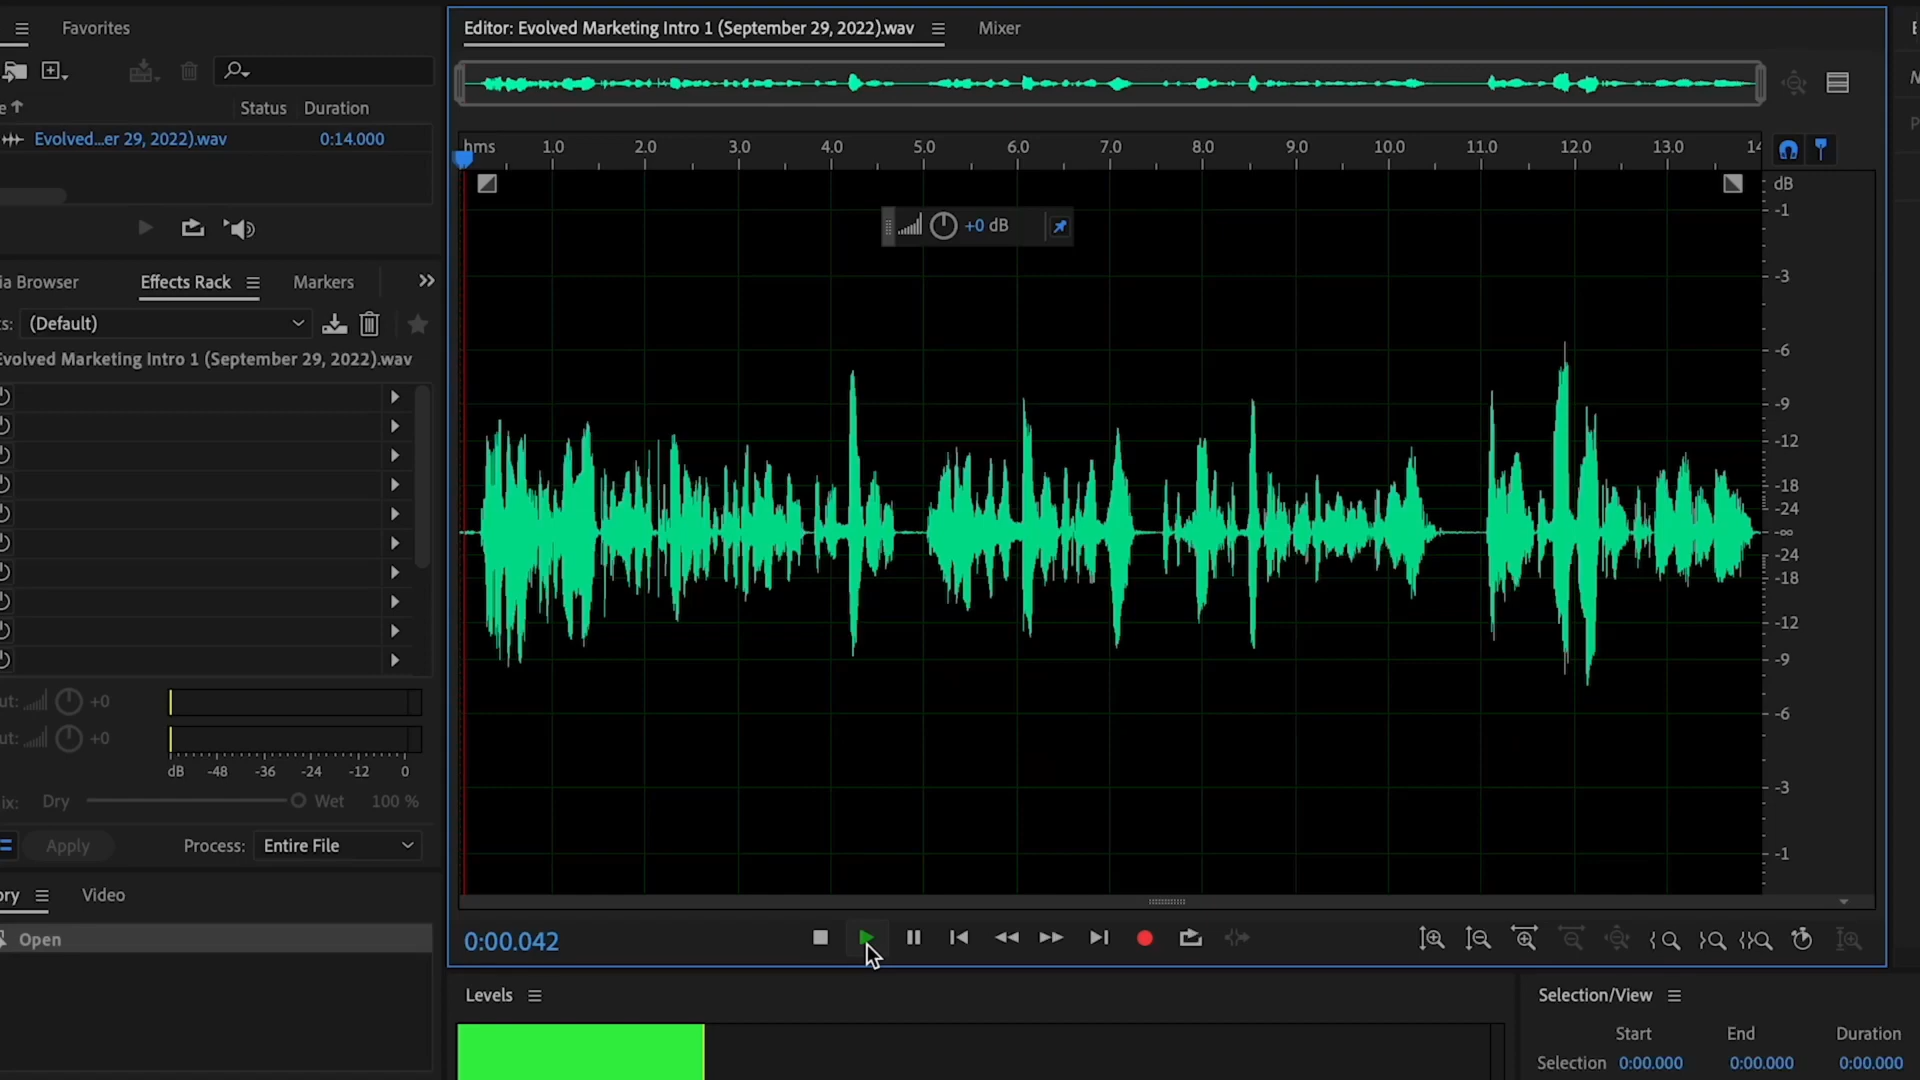 Favorites
Editor: Evolved Marketing Intro 1 (September 29, 2022).wav
Mixer
e
Status
Duration
Evolved...er 29, 2022).wav
0:14.000
hms 1.0 2.0 3.0 4.0 5.0 6.0 7.0 8.0 9.0 10.0 11.0 12.0 13.0 14
dB
-1
-3
-6
-9
-12
-18
-24
-∞
-24
-18
-12
-9
-6
-3
-1
+0 dB
ia Browser
Effects Rack
Markers
s:
(Default)
Evolved Marketing Intro 1 (September 29, 2022).wav
ut:
+0
ut:
+0
dB -48 -36 -24 -12 0
ix:
Dry
Wet
100 %
Apply
Process:
Entire File
ory
Video
Open
0:00.042
Levels
Selection/View
Start
End
Duration
Selection
0:00.000
0:00.000
0:00.000